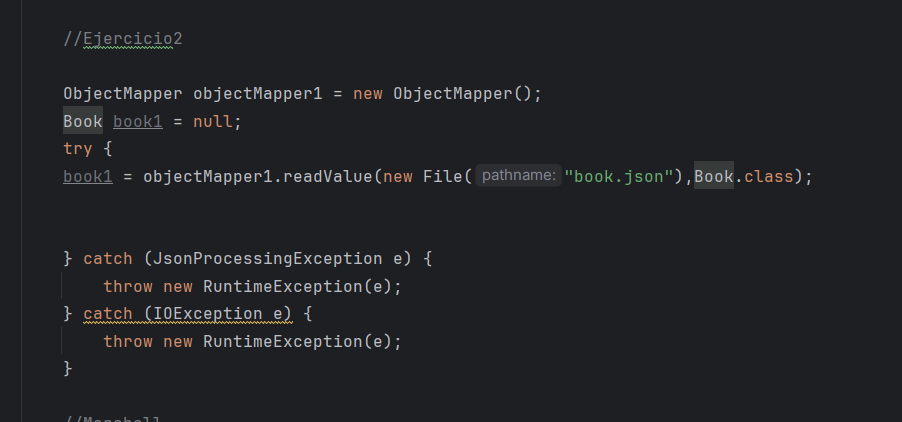 //Ejercicio2
ObjectMapper objectMapper1 = new ObjectMapper();
Book book1 = null;
try {
book1 = objectMapper1.readValue(new File( pathname: "book.json"),Book.class);
} catch (JsonProcessingException e) {
throw new RuntimeException(e);
} catch (IOException e) {
throw new RuntimeException(e);
}